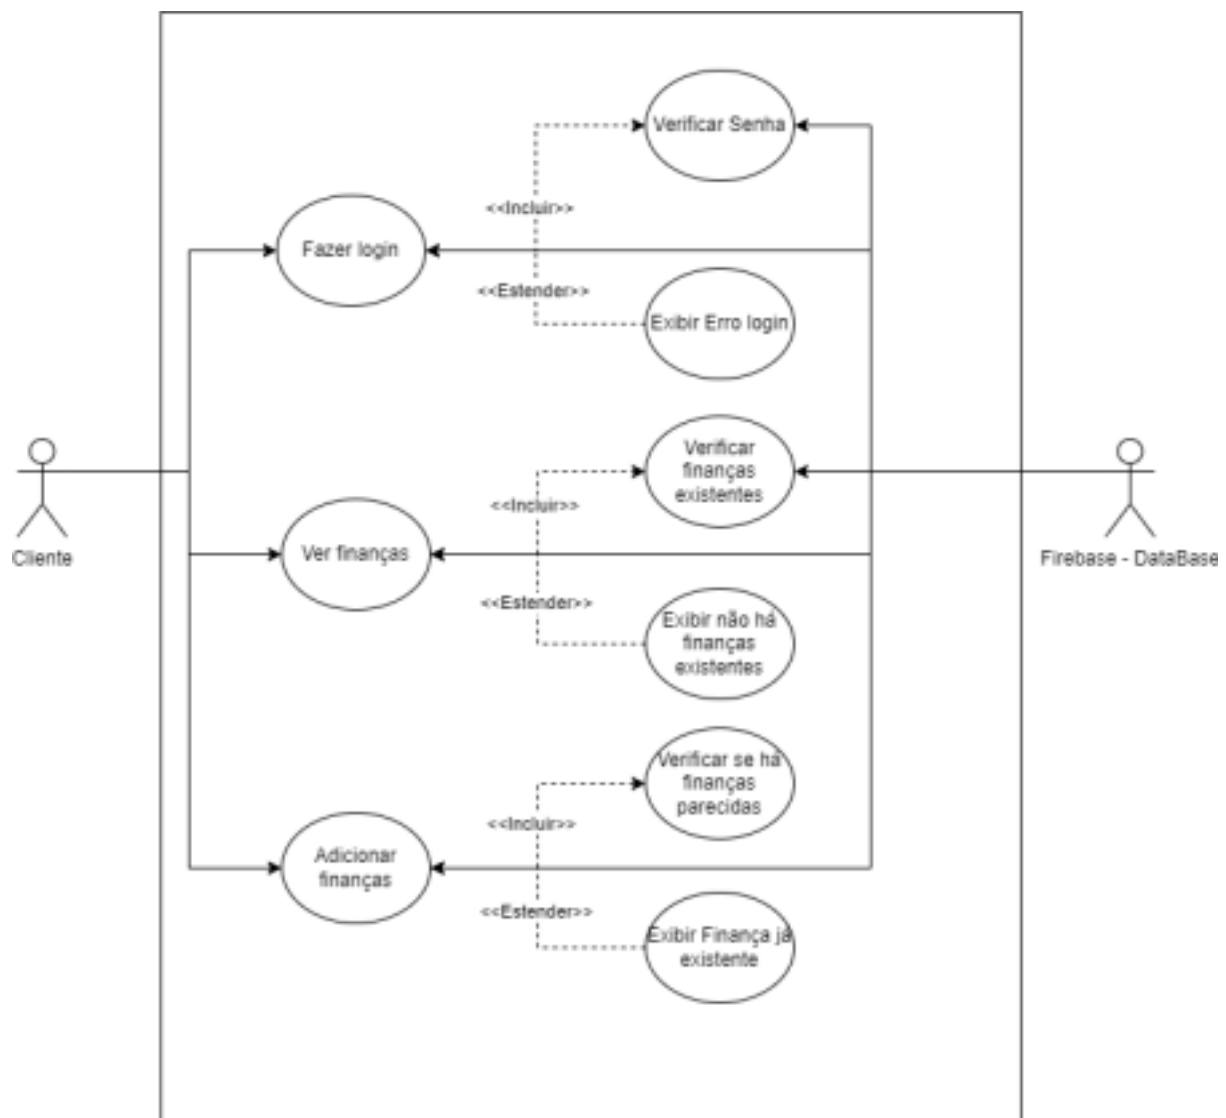 Verificar Senha
<<Incluir>>
Fazer login
<<Estender>>
Exibir Erro login
Verificar
finanças
existentes
<<Incluir>>
Ver finanças
Cliente
Firebase - DataBase
<<Estender>>
Exibir não há
finanças
existentes
Verificar se há
finanças
parecidas
<<Incluir>>
Adicionar
finanças
<<Estender>>
Exibir Finança já
existente